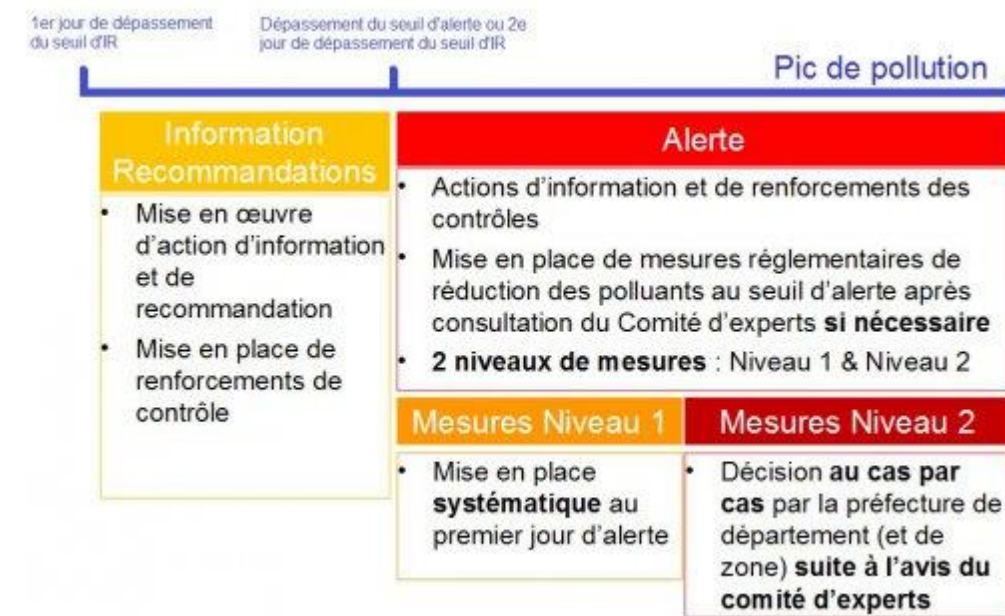 1er jour de dépassement
du seuil d'IR
Dépassement du seuil d'alerte ou 2e
jour de dépassement du seuil d'IR
Pic de pollution
Information
Recommandations
• Mise en œuvre
d'action d'information
et de
recommandation
• Mise en place de
renforcements de
contrôle
Alerte
• Actions d'information et de renforcements des
contrôles
• Mise en place de mesures réglementaires de
réduction des polluants au seuil d'alerte après
consultation du Comité d'experts si nécessaire
• 2 niveaux de mesures : Niveau 1 & Niveau 2
Mesures Niveau 1
• Mise en place
systématique au
premier jour d'alerte
Mesures Niveau 2
• Décision au cas par
cas par la préfecture de
département (et de
zone) suite à l'avis du
comité d'experts